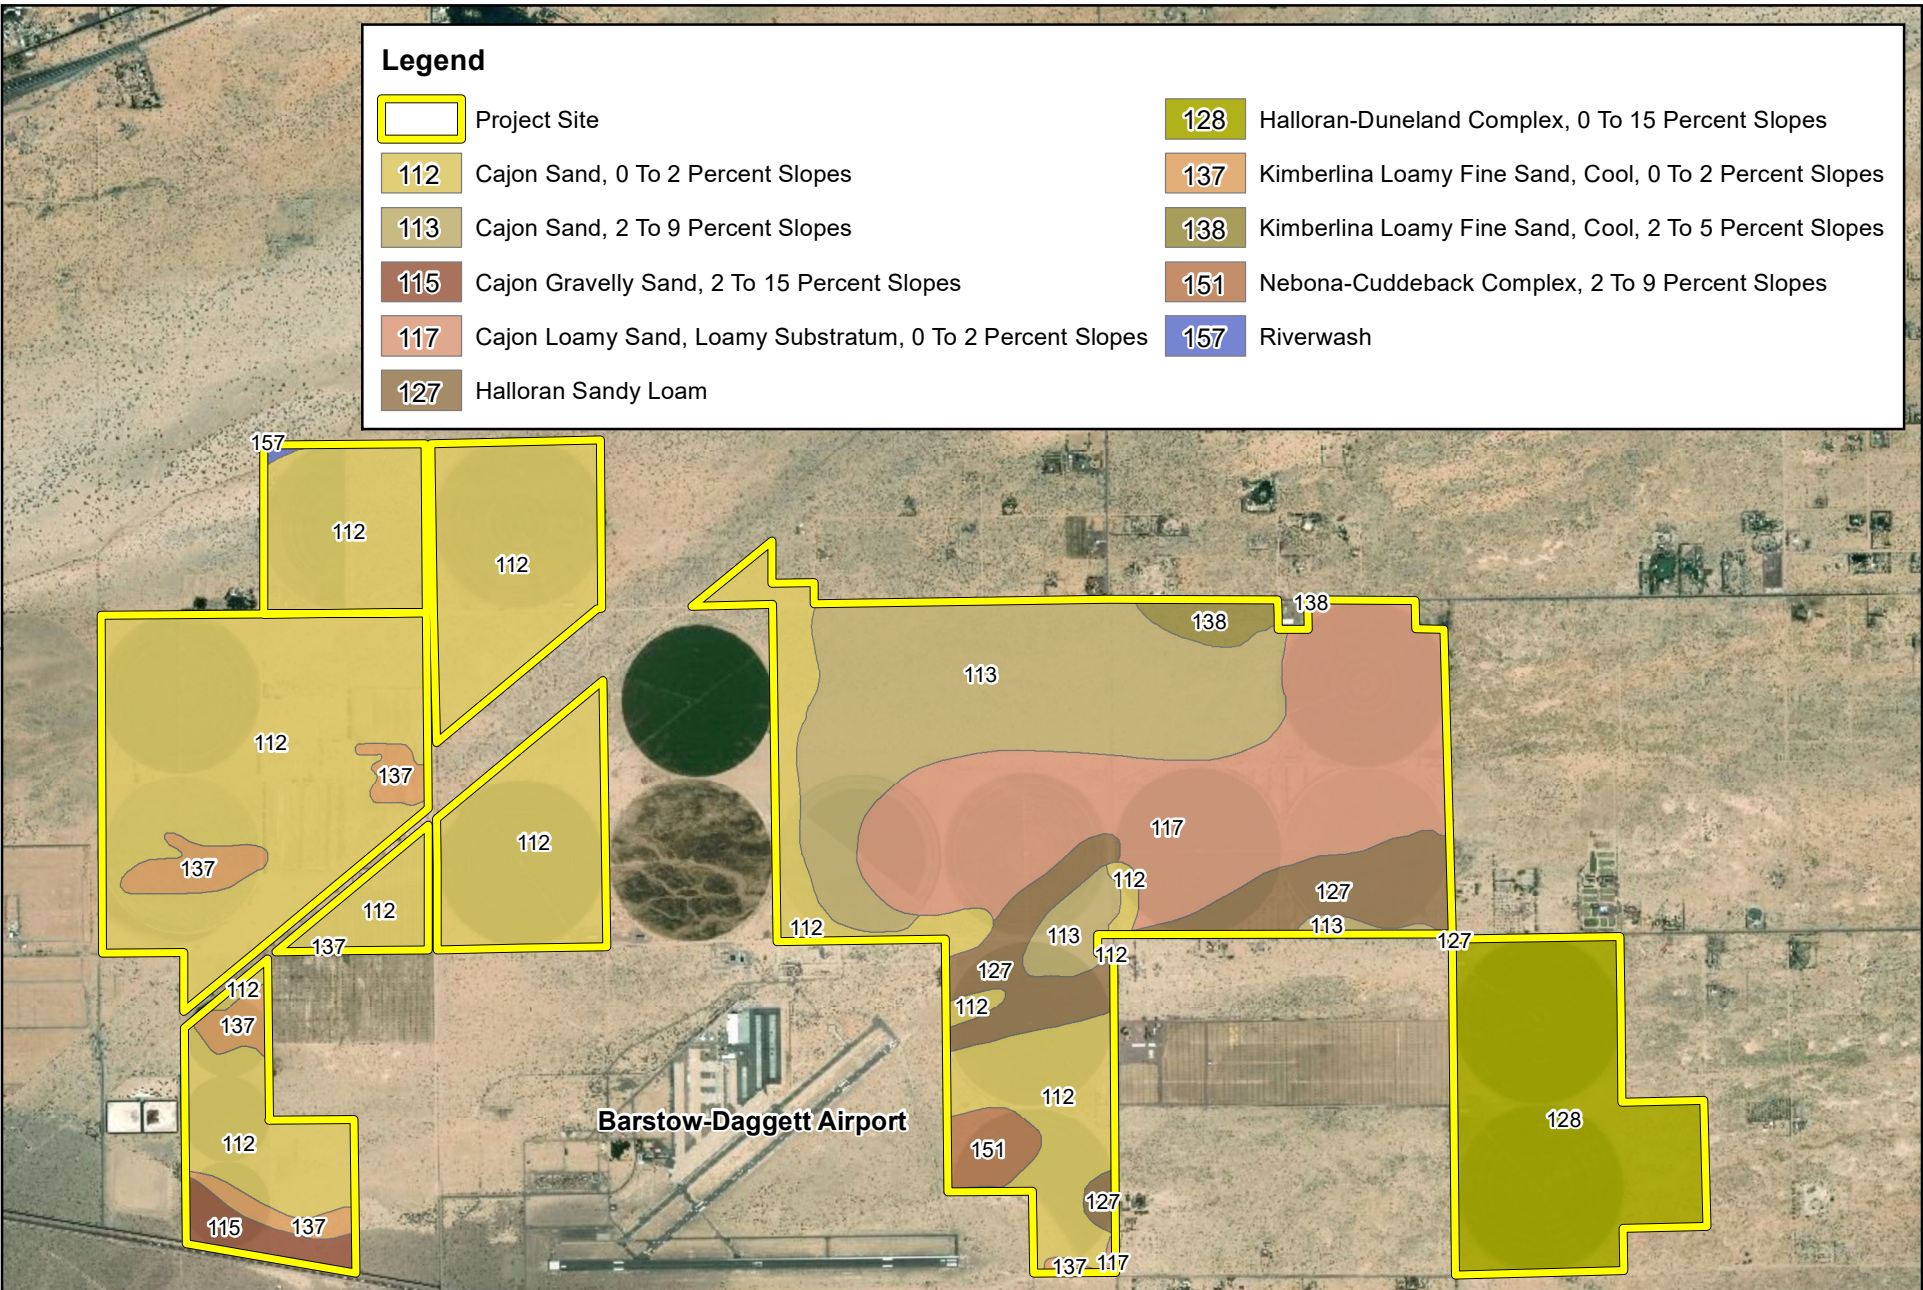 Legend
Project Site
112 Cajon Sand, 0 To 2 Percent Slopes
113 Cajon Sand, 2 To 9 Percent Slopes
115 Cajon Gravelly Sand, 2 To 15 Percent Slopes
117 Cajon Loamy Sand, Loamy Substratum, 0 To 2 Percent Slopes
127 Halloran Sandy Loam
128 Halloran-Duneland Complex, 0 To 15 Percent Slopes
137 Kimberlina Loamy Fine Sand, Cool, 0 To 2 Percent Slopes
138 Kimberlina Loamy Fine Sand, Cool, 2 To 5 Percent Slopes
151 Nebona-Cuddeback Complex, 2 To 9 Percent Slopes
157 Riverwash
157
112
112
138
138
113
112
137
117
112
137
112
127
112
112
113
112
113
127
137
112
127
112
112
137
112
Barstow-Daggett Airport
128
112
151
127
115
137
137
117